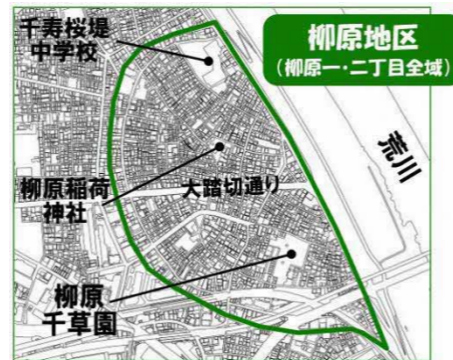 千寿桜堤
中学校
柳原地区
(柳原一・二丁目全域)
荒川
柳原稲荷
神社
大踏切通り
柳原
千草園